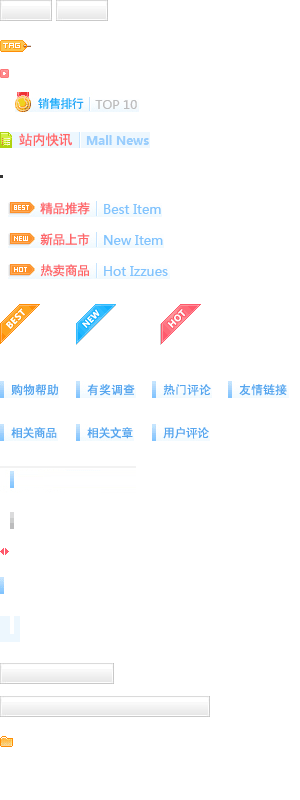 TAG
销售排行 TOP 10
站内快讯 Mall News
BEST 精品推荐 Best Item
NEW 新品上市 New Item
HOT 热卖商品 Hot Izzues
BEST NEW HOT
购物帮助 有奖调查 热门评论 友情链接
相关商品 相关文章 用户评论